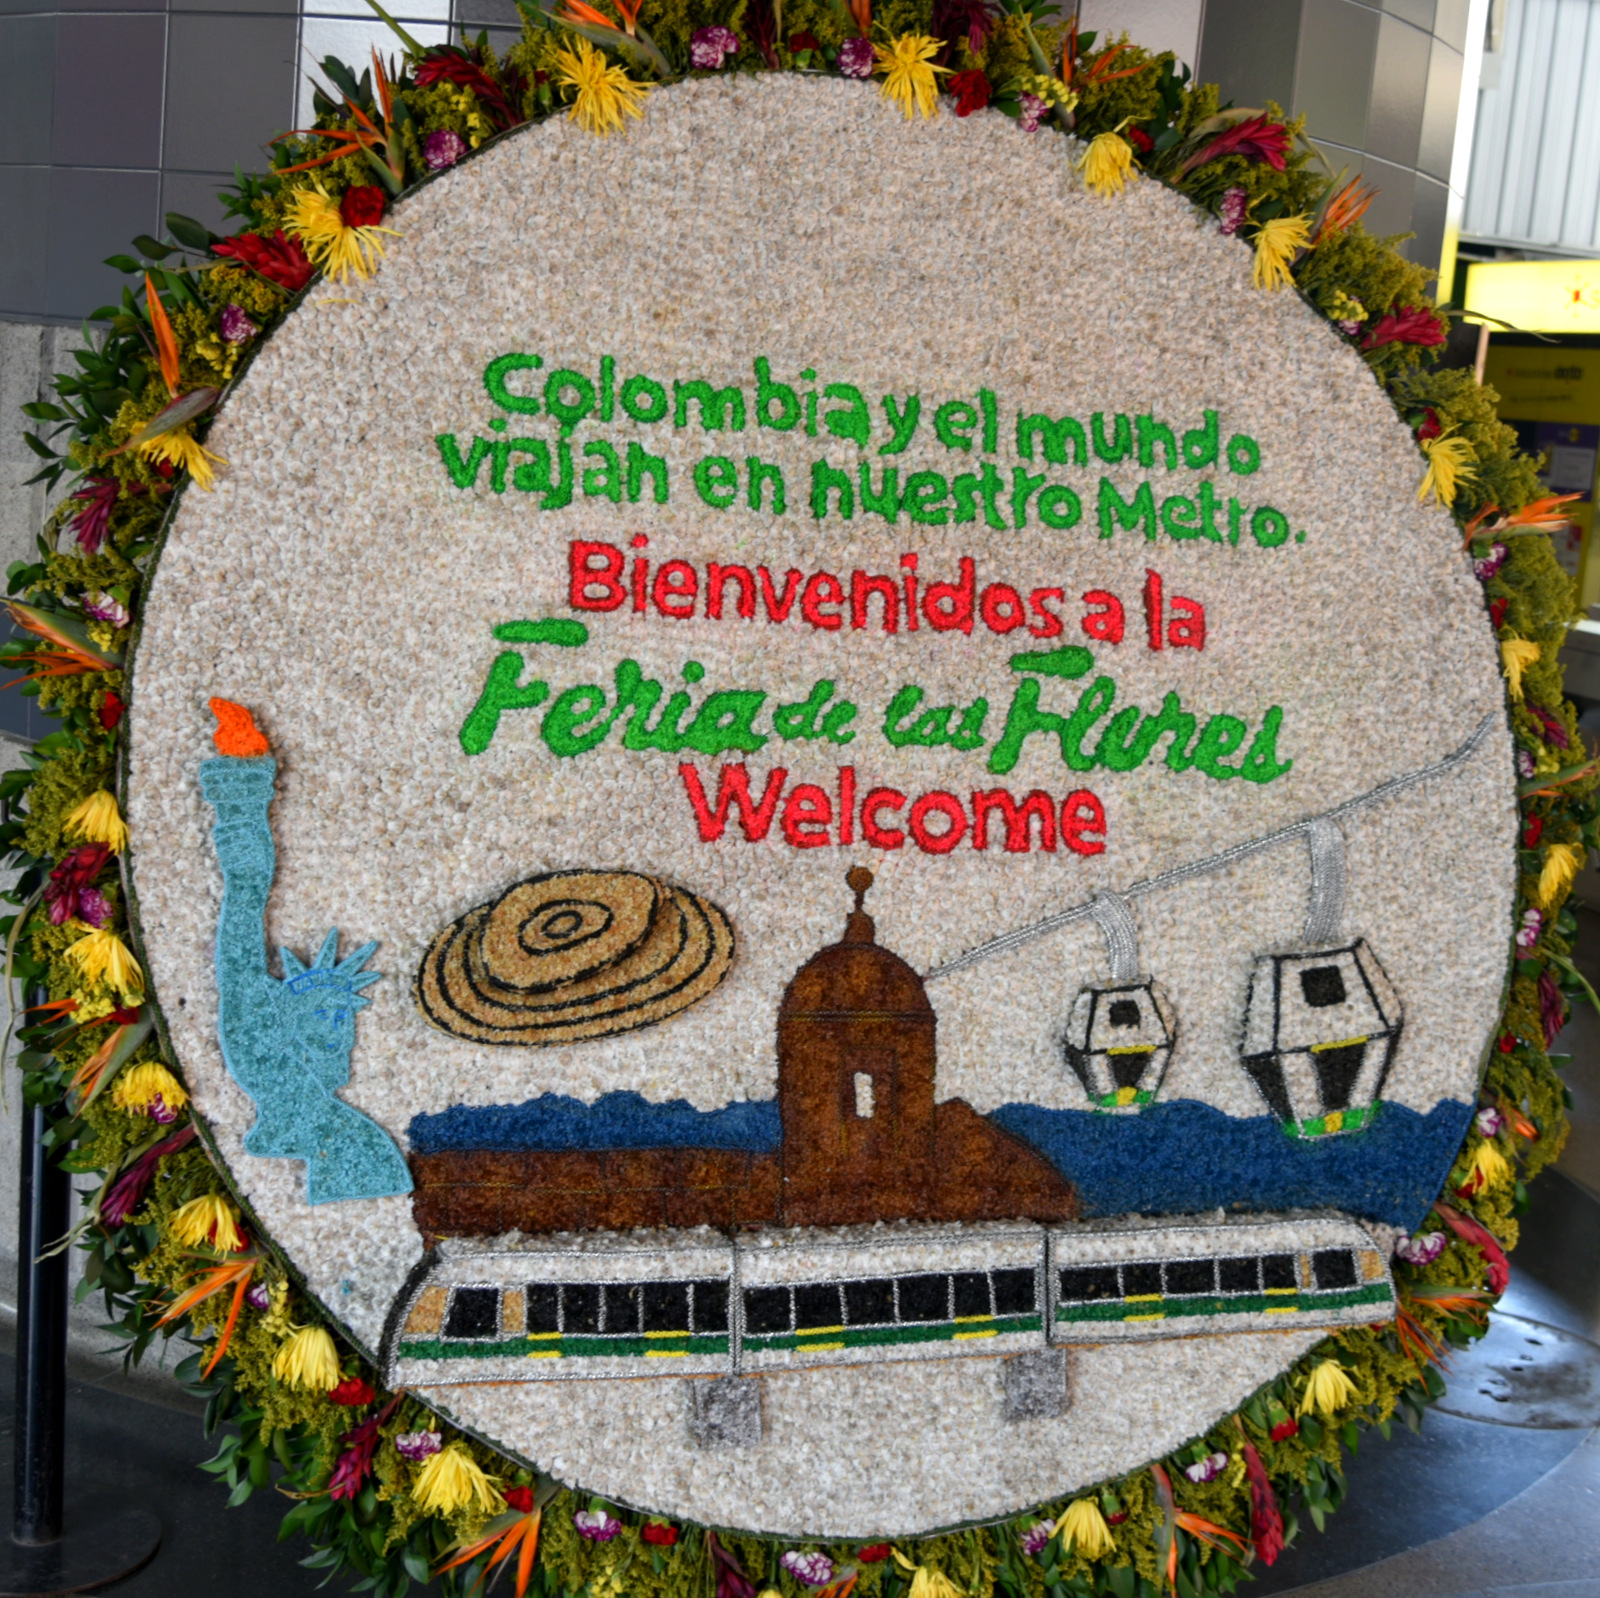 Colombia y el mundo
viajan en nuestro Metro.
Bienvenidos a la
Feria de las Flores
Welcome